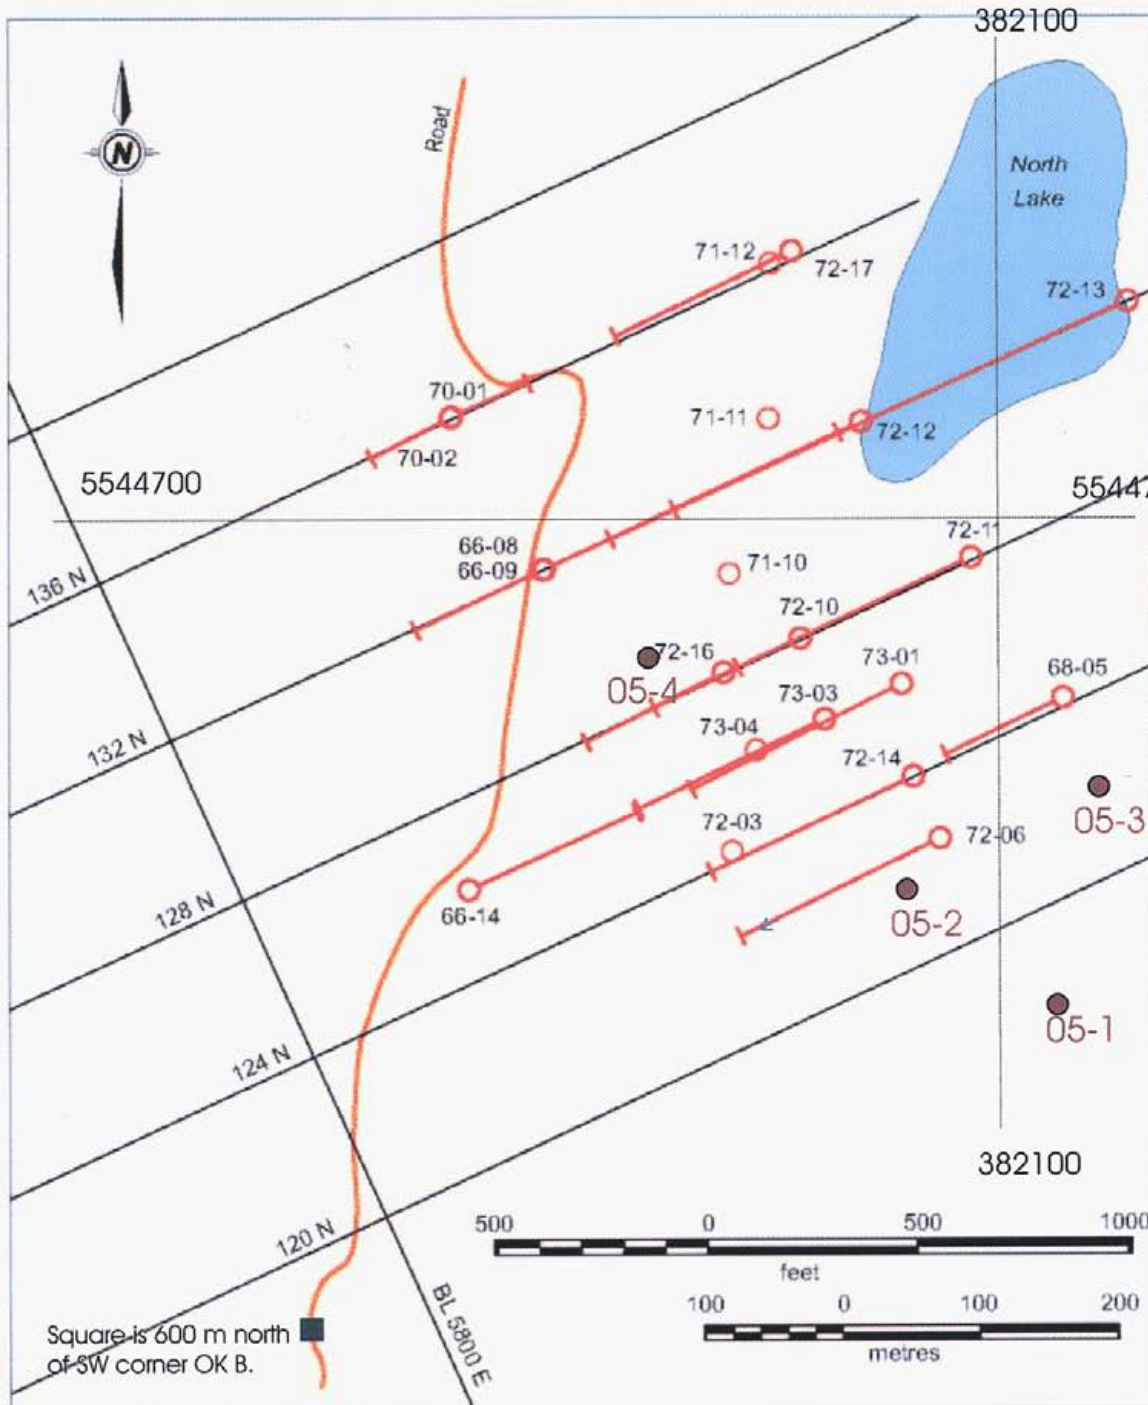 382100
N
Road
North
Lake
71-12
72-17
72-13
70-01
71-11
72-12
70-02
5544700
55447
66-08
66-09
72-11
71-10
136 N
72-10
72-16
73-01
68-05
05-4
73-03
73-04
132 N
72-14
05-3
72-03
72-06
128 N
66-14
05-2
05-1
124 N
382100
120 N
500 0 500 1000
feet
BL 5800 E
100 0 100 200
metres
Square is 600 m north
of SW corner OK B.